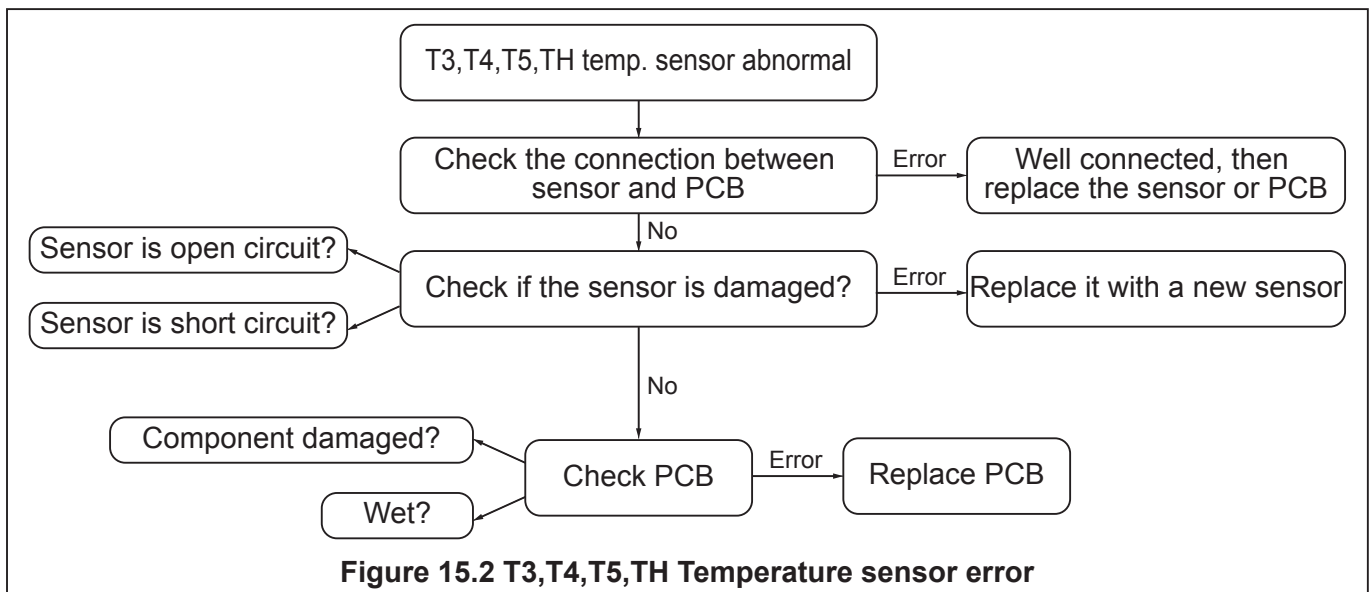 T3,T4,T5,TH temp. sensor abnormal
Check the connection between
sensor and PCB
Error
Well connected, then
replace the sensor or PCB
No
Sensor is open circuit?
Sensor is short circuit?
Check if the sensor is damaged?
Error
Replace it with a new sensor
No
Component damaged?
Wet?
Check PCB
Error
Replace PCB
Figure 15.2 T3,T4,T5,TH Temperature sensor error